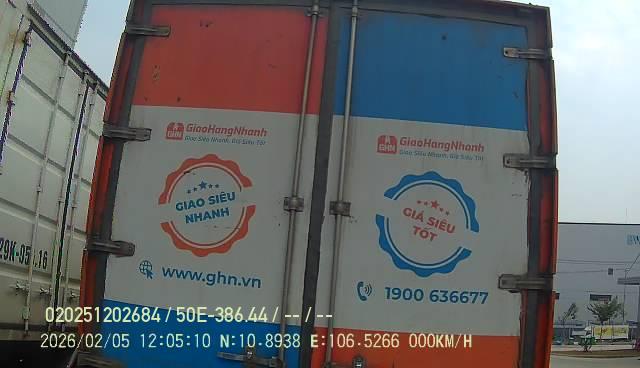 GiaoHangNhanh
GHN
Giao Siêu Nhanh, Giá Siêu Tốt
GIAO SIÊU
NHANH
www.ghn.vn
GiaoHangNhanh
GHN
Giao Siêu Nhanh, Giá Siêu Tốt
GIÁ SIÊU
TỐT
1900 636677
020251202684 / 50E-386.44 / -- / --
2026/02/05 12:05:10 N:10.8938 E:106.5266 000KM/H